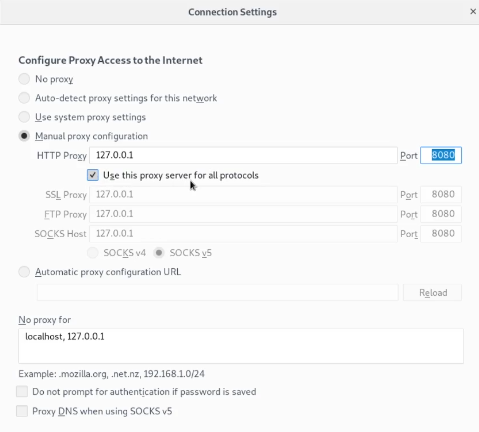 Connection Settings
×
Configure Proxy Access to the Internet
No proxy
Auto-detect proxy settings for this network
Use system proxy settings
Manual proxy configuration
HTTP Proxy 127.0.0.1 Port 8080
Use this proxy server for all protocols
SSL Proxy 127.0.0.1 Port 8080
FTP Proxy 127.0.0.1 Port 8080
SOCKS Host 127.0.0.1 Port 8080
SOCKS v4 SOCKS v5
Automatic proxy configuration URL
Reload
No proxy for
localhost, 127.0.0.1
Example: .mozilla.org, .net.nz, 192.168.1.0/24
Do not prompt for authentication if password is saved
Proxy DNS when using SOCKS v5